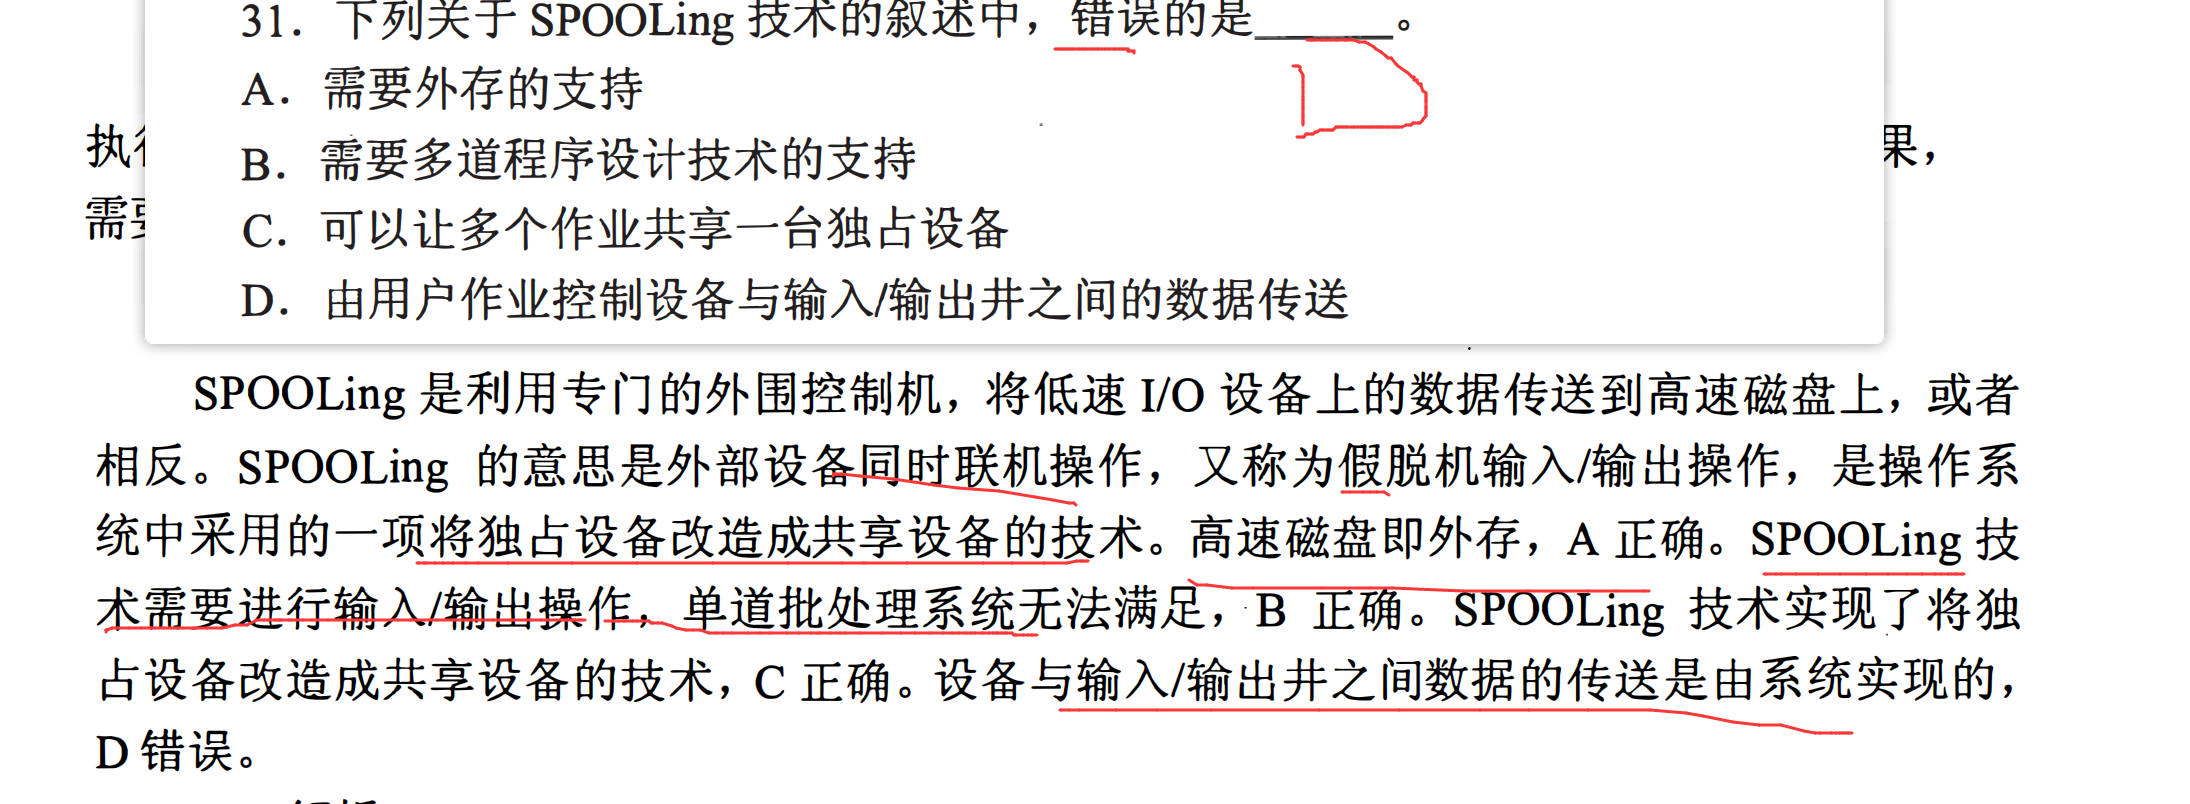 31. 下列关于 SPOOLing 技术的叙述中，错误的是______。
D
A. 需要外存的支持
B. 需要多道程序设计技术的支持
C. 可以让多个作业共享一台独占设备
D. 由用户作业控制设备与输入/输出井之间的数据传送
执行
果，
需要
SPOOLing 是利用专门的外围控制机，将低速 I/O 设备上的数据传送到高速磁盘上，或者
相反。SPOOLing 的意思是外部设备同时联机操作，又称为假脱机输入/输出操作，是操作系
统中采用的一项将独占设备改造成共享设备的技术。高速磁盘即外存，A 正确。SPOOLing 技
术需要进行输入/输出操作，单道批处理系统无法满足，B 正确。SPOOLing 技术实现了将独
占设备改造成共享设备的技术，C 正确。设备与输入/输出井之间数据的传送是由系统实现的，
D 错误。